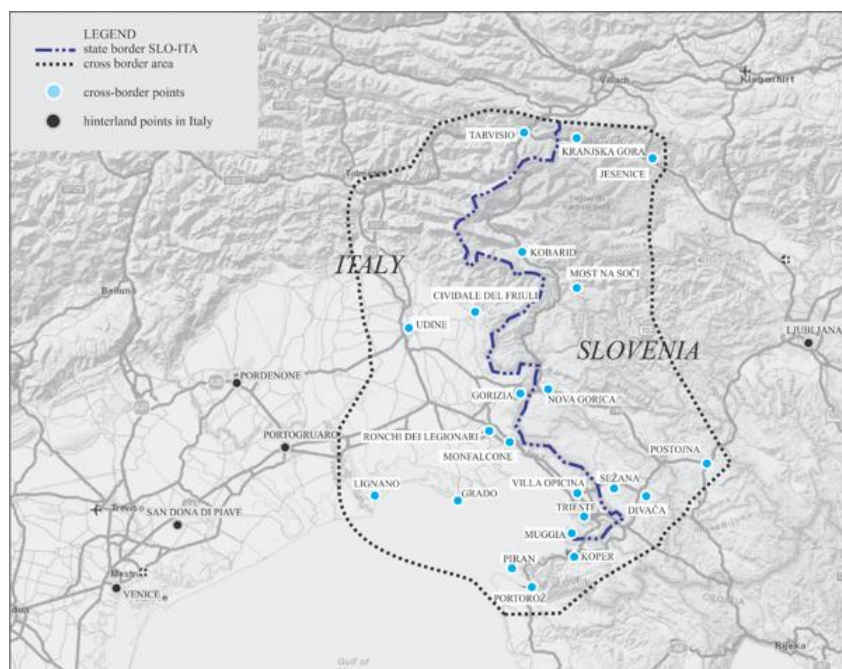 LEGEND
state border SLO-ITA
cross border area
cross-border points
hinterland points in Italy
Villach
Klagenfurt
TARVISIO
KRANJSKA GORA
JESENICE
KOBARID
ITALY
MOST NA SOČI
Belluno
CIVIDALE DEL FRIULI
UDINE
LJUBLJANA
SLOVENIA
PORDENONE
GORIZIA
NOVA GORICA
RONCHI DEI LEGIONARI
PORTOGRUARO
MONFALCONE
POSTOJNA
VILLA OPICINA
SEŽANA
LIGNANO
GRADO
DIVAČA
Treviso
TRIESTE
SAN DONA DI PIAVE
MUGGIA
KOPER
PIRAN
VENICE
PORTOROŽ
CROATIA
Rijeka
Gulf of